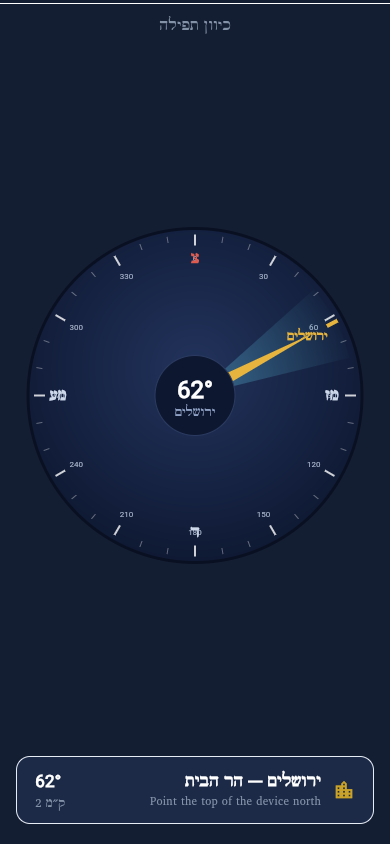 כיוון תפילה
צ
330
30
300
60
ירושלים
62°
ירושלים
מע
מז
240
120
210
150
ד
180
ירושלים — הר הבית
62°
Point the top of the device north
2 ק״מ